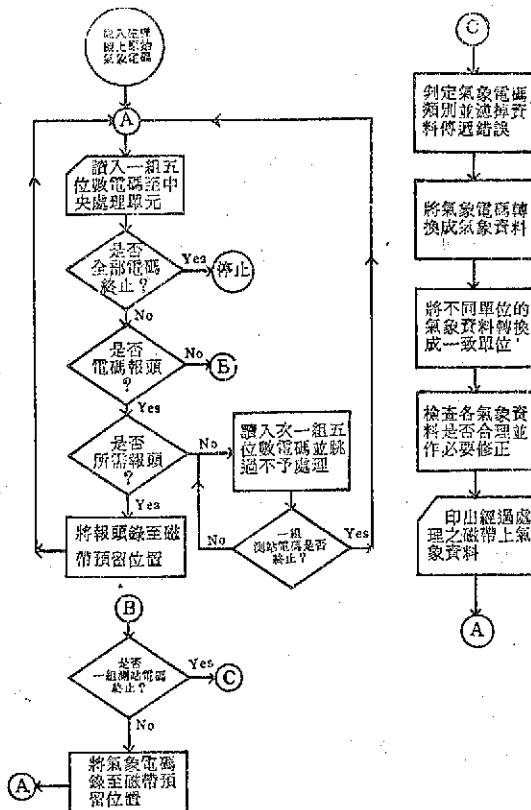 氣象電碼
A
讀入一組五
位數電碼至中
央處理單元
是否
全部電碼
終止?
Yes
停止
No
是否
電碼報頭
?
No
B
Yes
是否
所需報頭
?
No
讀入次一組五
位數電碼並跳
過不予處理
Yes
一組
測站電碼是否
終止?
No
Yes
將報頭錄至磁
帶預留位置
B
是否
一組測站電碼
終止?
Yes
C
No
將氣象電碼
錄至磁帶預
留位置
A
C
判定氣象電碼
類別並濾掉資
料傳遞錯誤
將氣象電碼轉
換成氣象資料
將不同單位的
氣象資料轉換
成一致單位
檢查各氣象資
料是否合理並
作必要修正
印出經過處
理之磁帶上氣
象資料
A